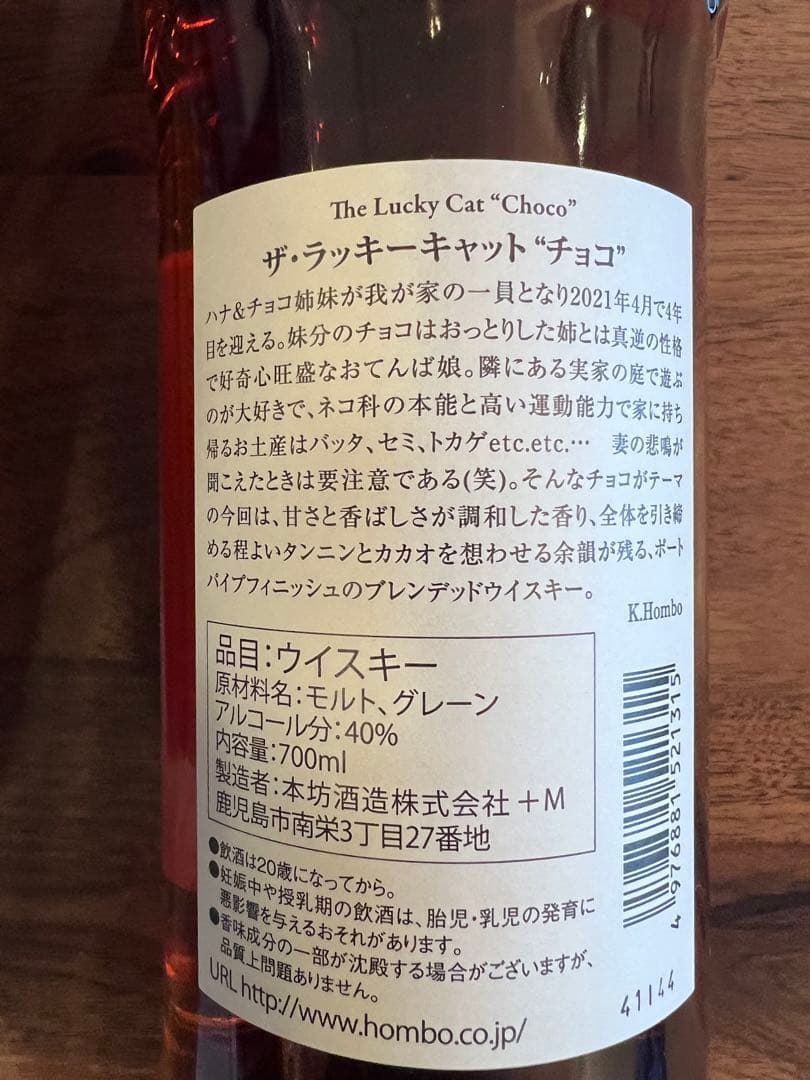 The Lucky Cat “Choco”
ザ・ラッキーキャット“チョコ”
ハナ&チョコ姉妹が我が家の一員となり2021年4月で4年
目を迎える。妹分のチョコはおっとりした姉とは真逆の性格
で好奇心旺盛なおてんば娘。隣にある実家の庭で遊ぶ
のが大好きで、ネコ科の本能と高い運動能力で家に持ち
帰るお土産はバッタ、セミ、トカゲetc.etc.… 妻の悲鳴が
聞こえたときは要注意である(笑)。そんなチョコがテーマ
の今回は、甘さと香ばしさが調和した香り、全体を引き締
める程よいタンニンとカカオを想わせる余韻が残る、ポート
パイプフィニッシュのブレンデッドウイスキー。
K.Hombo
品目：ウイスキー
原材料名：モルト、グレーン
アルコール分：40%
内容量：700ml
製造者：本坊酒造株式会社 +M
鹿児島市南栄3丁目27番地
●飲酒は20歳になってから。
●妊娠中や授乳期の飲酒は、胎児・乳児の発育に
悪影響を与えるおそれがあります。
●香味成分の一部が沈殿する場合がございますが、
品質上問題ありません。
URL http://www.hombo.co.jp/
4 976881 521315
41144